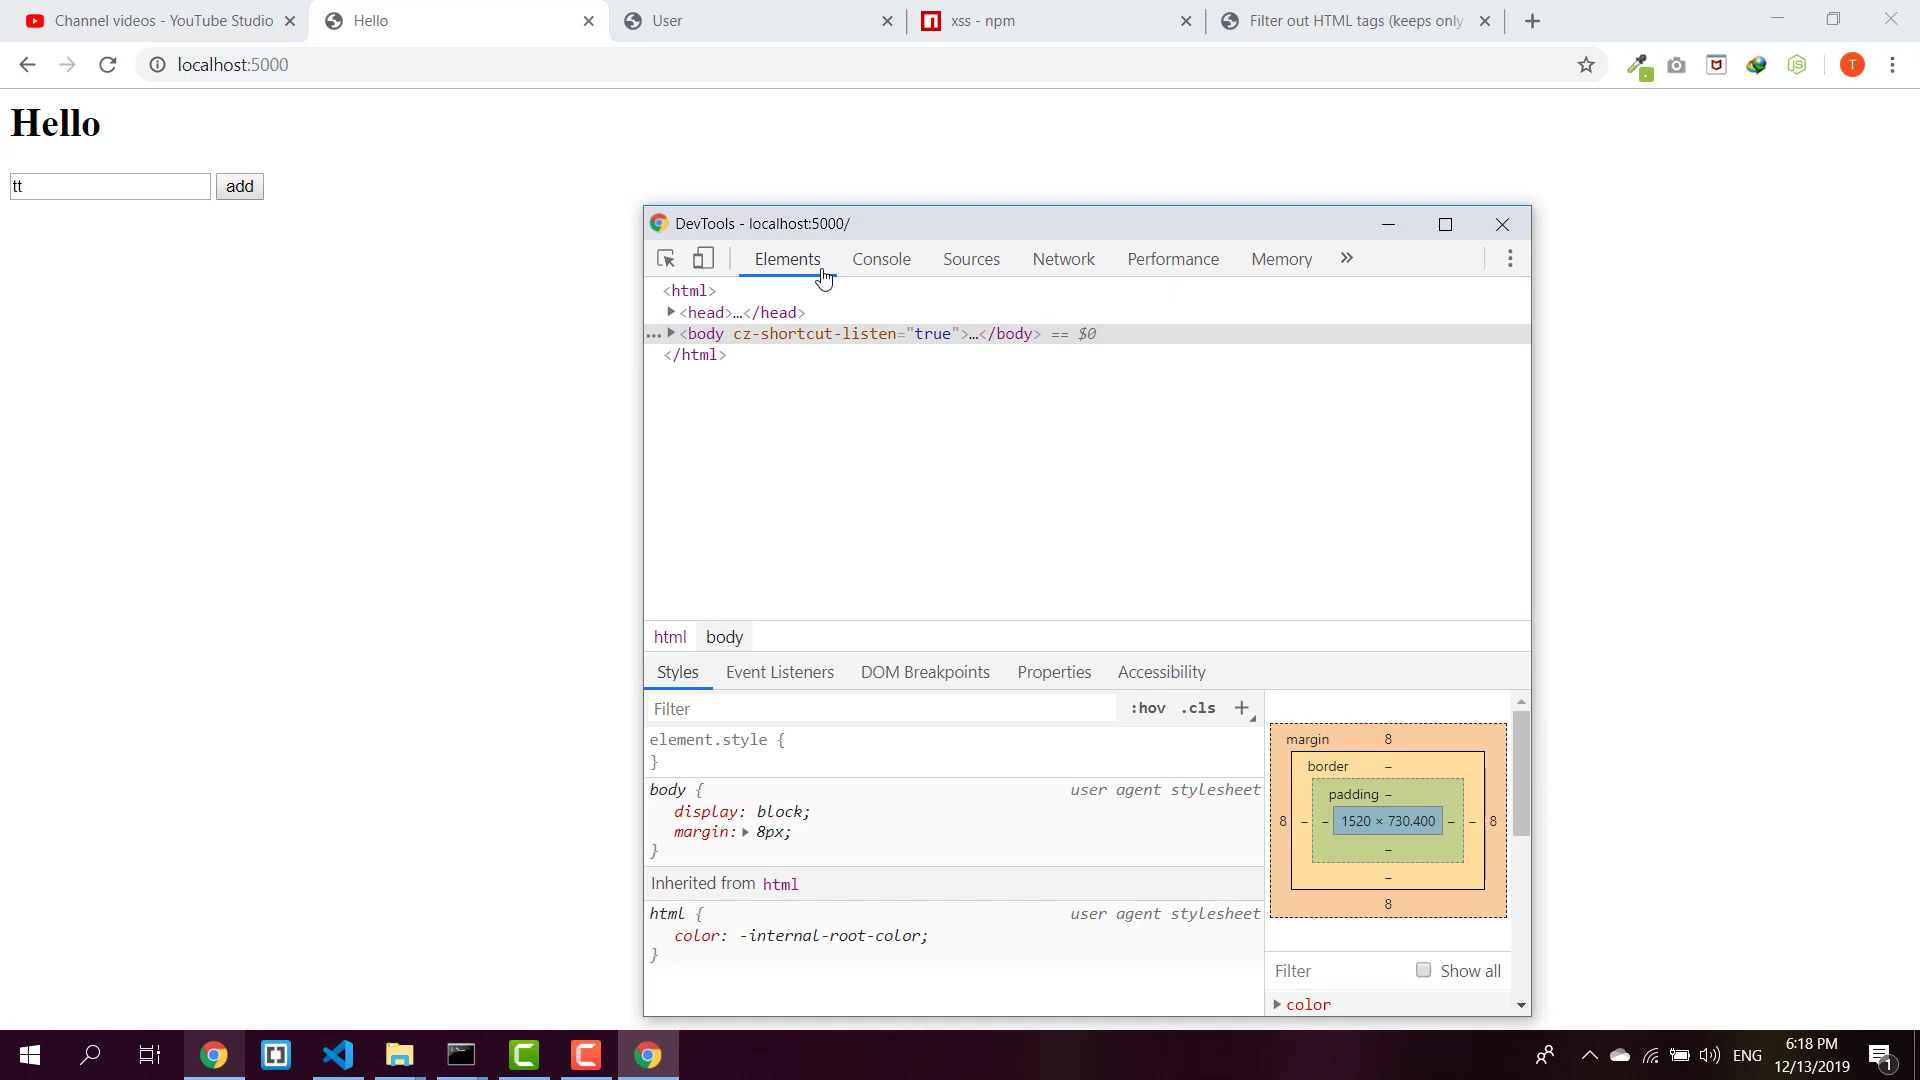 Channel videos - YouTube Studio
Hello
User
xss - npm
Filter out HTML tags (keeps only
localhost:5000
T
Hello
tt
add
DevTools - localhost:5000/
Elements
Console
Sources
Network
Performance
Memory
»
<html>
<head>…</head>
… <body cz-shortcut-listen="true">…</body> == $0
</html>
html
body
Styles
Event Listeners
DOM Breakpoints
Properties
Accessibility
Filter
:hov
.cls
element.style {
}
body {
user agent stylesheet
display: block;
margin: 8px;
}
Inherited from html
html {
user agent stylesheet
color: -internal-root-color;
}
margin 8
border –
padding –
8 – – 1520 × 730.400 – – 8
–
–
8
Filter
Show all
color
ENG
6:18 PM
12/13/2019
1